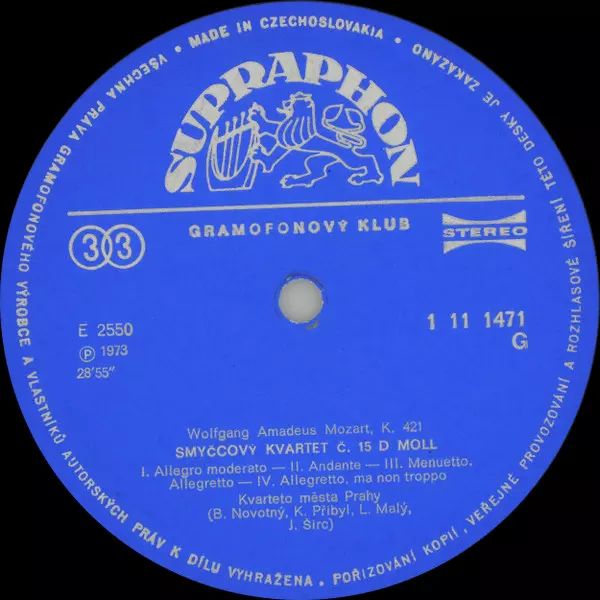 VŠECHNA PRÁVA GRAMOFONOVÉHO VÝROBCE A VLASTNÍKŮ AUTORSKÝCH PRÁV K DÍLU VYHRAŽENA. POŘIZOVÁNÍ KOPIÍ, VEŘEJNÉ PROVOZOVÁNÍ A ROZHLASOVÉ ŠÍŘENÍ TÉTO DESKY JE ZAKÁZÁNO
• MADE IN CZECHOSLOVAKIA •
SUPRAPHON
33
GRAMOFONOVÝ KLUB
STEREO
E 2550
Ⓟ 1973
28'55"
1 11 1471
G
Wolfgang Amadeus Mozart, K. 421
SMYČCOVÝ KVARTET Č. 15 D MOLL
I. Allegro moderato — II. Andante — III. Menuetto.
Allegretto — IV. Allegretto, ma non troppo
Kvarteto města Prahy
(B. Novotný, K. Přibyl, L. Malý,
J. Širc)